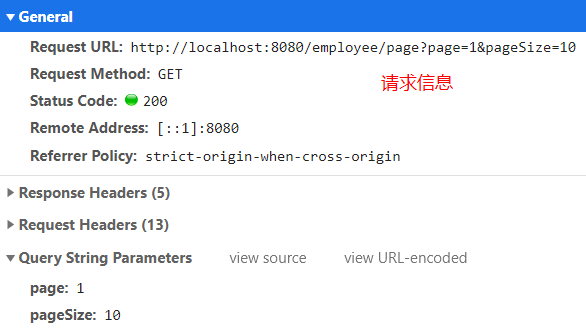 General
Request URL: http://localhost:8080/employee/page?page=1&pageSize=10
Request Method: GET
请求信息
Status Code: 200
Remote Address: [::1]:8080
Referrer Policy: strict-origin-when-cross-origin
Response Headers (5)
Request Headers (13)
Query String Parameters view source view URL-encoded
page: 1
pageSize: 10